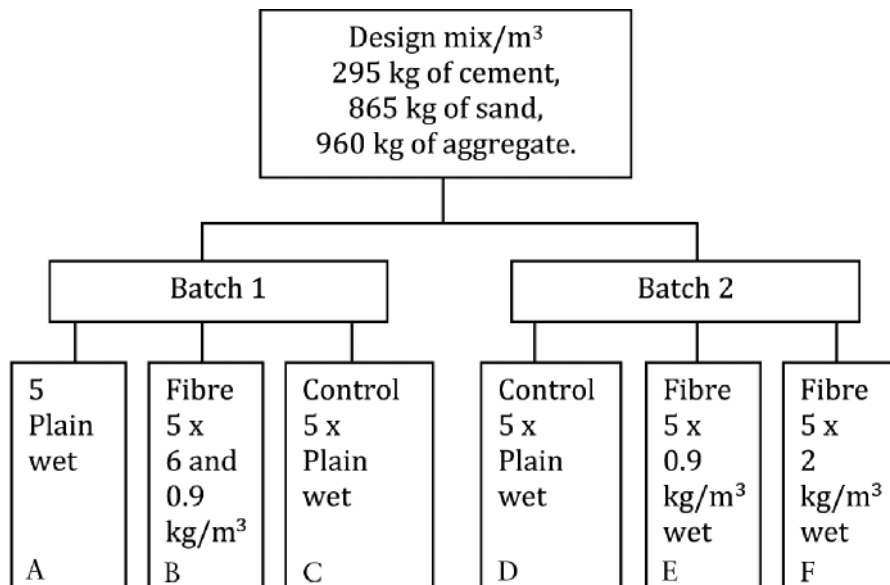 Design mix/m³
295 kg of cement,
865 kg of sand,
960 kg of aggregate.
Batch 1
Batch 2
5
Plain
wet
A
Fibre
5 x
6 and
0.9
kg/m³
B
Control
5 x
Plain
wet
C
Control
5 x
Plain
wet
D
Fibre
5 x
0.9
kg/m³
wet
E
Fibre
5 x
2
kg/m³
wet
F